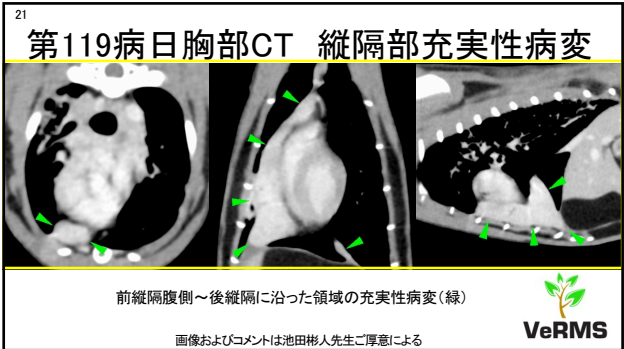 21
第119病日胸部CT 縦隔部充実性病変
前縦隔腹側~後縦隔に沿った領域の充実性病変(緑)
VeRMS
画像およびコメントは池田彬人先生ご厚意による